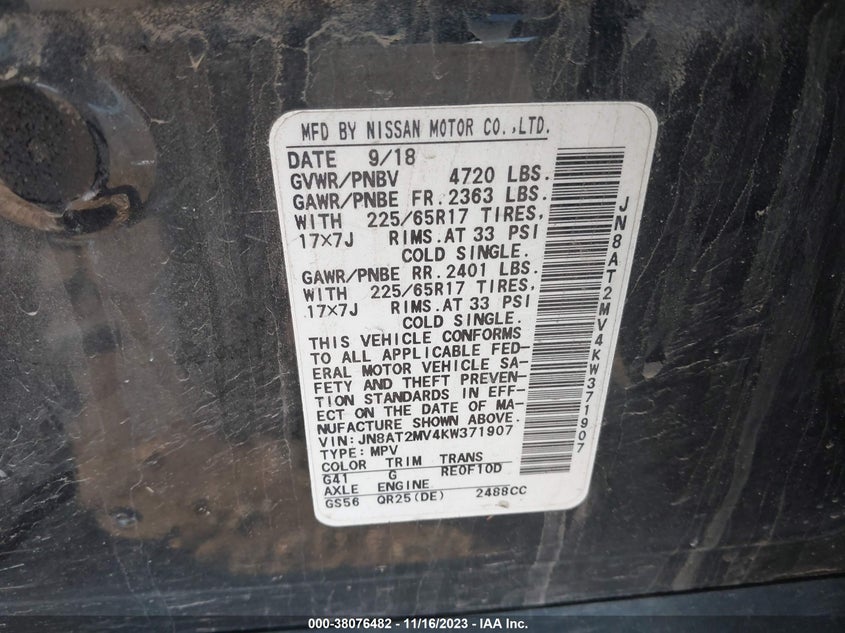 MFD BY NISSAN MOTOR CO.,LTD.
DATE 9/18
GVWR/PNBV 4720 LBS.
GAWR/PNBE FR.2363 LBS.
WITH 225/65R17 TIRES,
17×7J RIMS.AT 33 PSI
COLD SINGLE.
GAWR/PNBE RR.2401 LBS.
WITH 225/65R17 TIRES,
17×7J RIMS.AT 33 PSI
COLD SINGLE.
THIS VEHICLE CONFORMS
TO ALL APPLICABLE FED-
ERAL MOTOR VEHICLE SA-
FETY AND THEFT PREVEN-
TION STANDARDS IN EFF-
ECT ON THE DATE OF MA-
NUFACTURE SHOWN ABOVE.
VIN:JN8AT2MV4KW371907
TYPE:MPV
COLOR TRIM TRANS
G41 G RE0F10D
AXLE ENGINE
GS56 QR25(DE) 2488CC
JN8AT2MV4KW371907
000-38076482 - 11/16/2023 - IAA Inc.